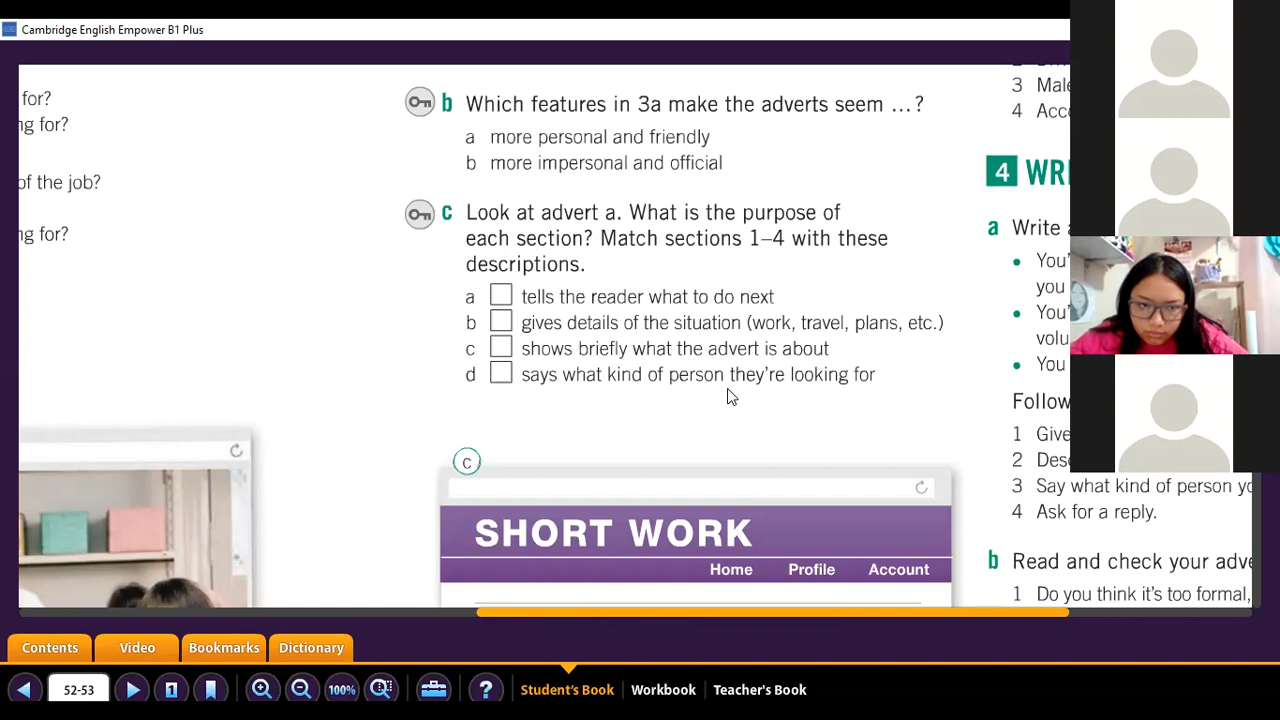 Cambridge English Empower B1 Plus
for?
ng for?
of the job?
ng for?
b Which features in 3a make the adverts seem …?
a more personal and friendly
b more impersonal and official
c Look at advert a. What is the purpose of
each section? Match sections 1–4 with these
descriptions.
a tells the reader what to do next
b gives details of the situation (work, travel, plans, etc.)
c shows briefly what the advert is about
d says what kind of person they're looking for
c
SHORT WORK
Home Profile Account
3 Male
4 Acco
4 WRI
a Write a
• You'
you
• You'
volu
• You
Follow
1 Give
2 Desc
3 Say what kind of person yo
4 Ask for a reply.
b Read and check your adve
1 Do you think it's too formal,
Contents Video Bookmarks Dictionary
52-53 1 100% ? Student's Book Workbook Teacher's Book